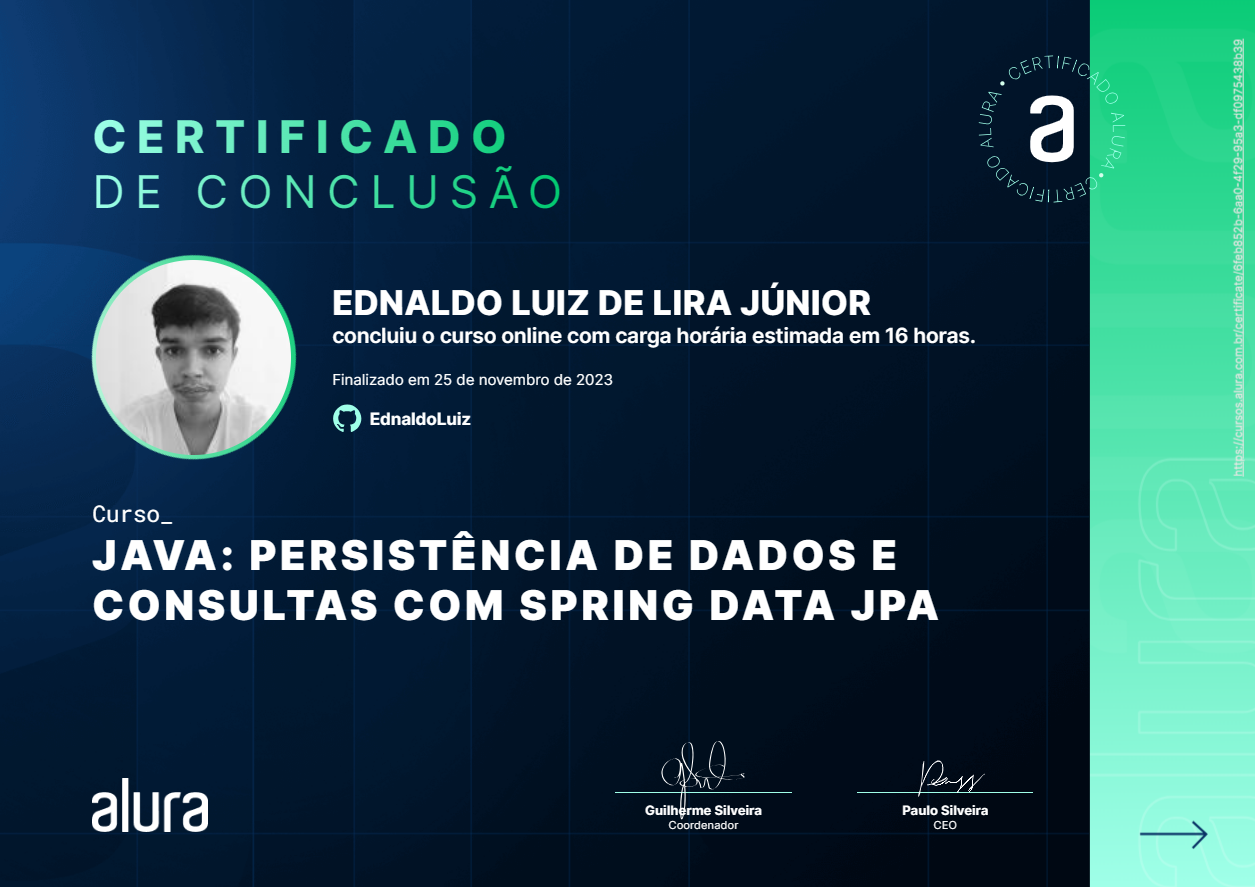 CERTIFICADO
DE CONCLUSÃO
CERTIFICADO ALURA • CERTIFICADO ALURA •
a
EDNALDO LUIZ DE LIRA JÚNIOR
concluiu o curso online com carga horária estimada em 16 horas.
Finalizado em 25 de novembro de 2023
EdnaldoLuiz
Curso_
JAVA: PERSISTÊNCIA DE DADOS E
CONSULTAS COM SPRING DATA JPA
alura
Guilherme Silveira
Coordenador
Paulo Silveira
CEO
https://cursos.alura.com.br/certificate/6feb852b-6aa0-4f29-95a3-df0975438b39
alura